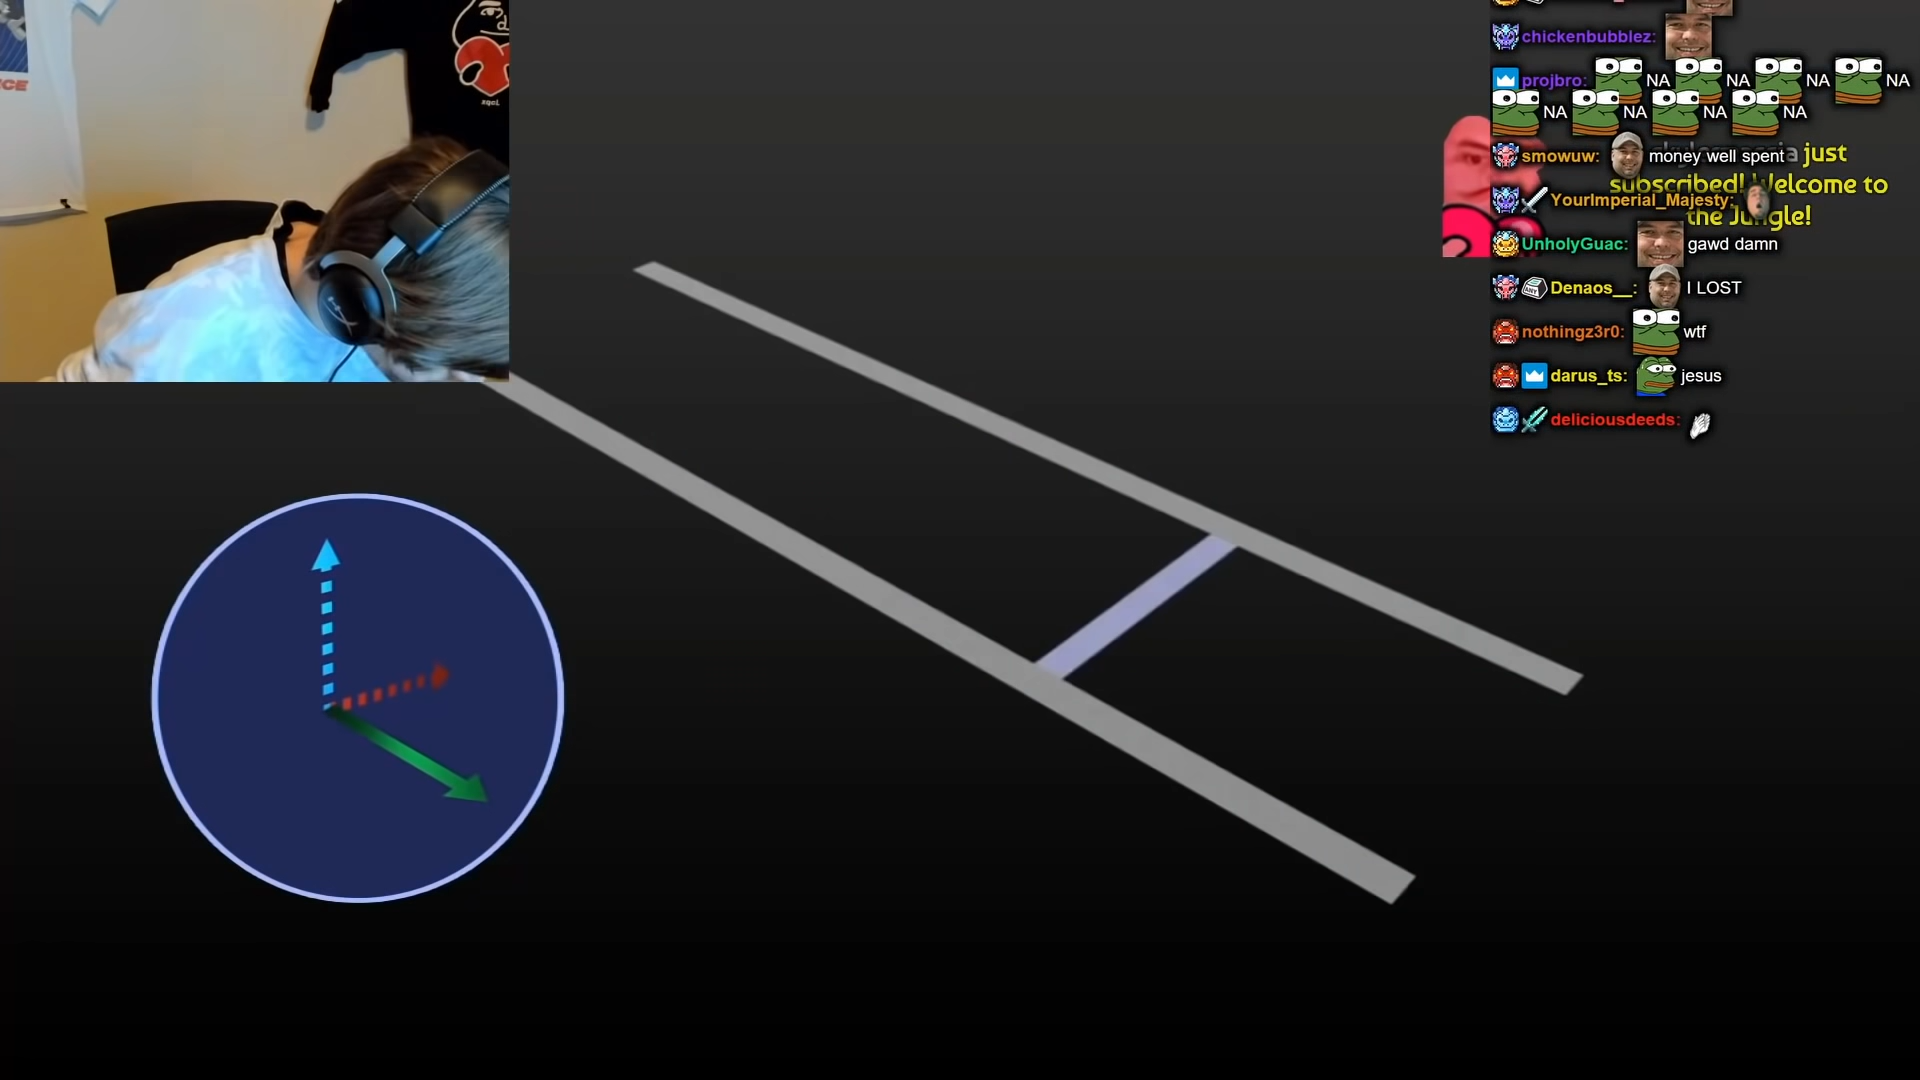 CE
chickenbubblez:
projbro: NA NA NA NA
NA NA NA NA
smowuw: money well spent
just
subscribed! Welcome to
YourImperial_Majesty:
the Jungle!
UnholyGuac: gawd damn
Denaos__: I LOST
nothingz3r0: wtf
darus_ts: jesus
deliciousdeeds: